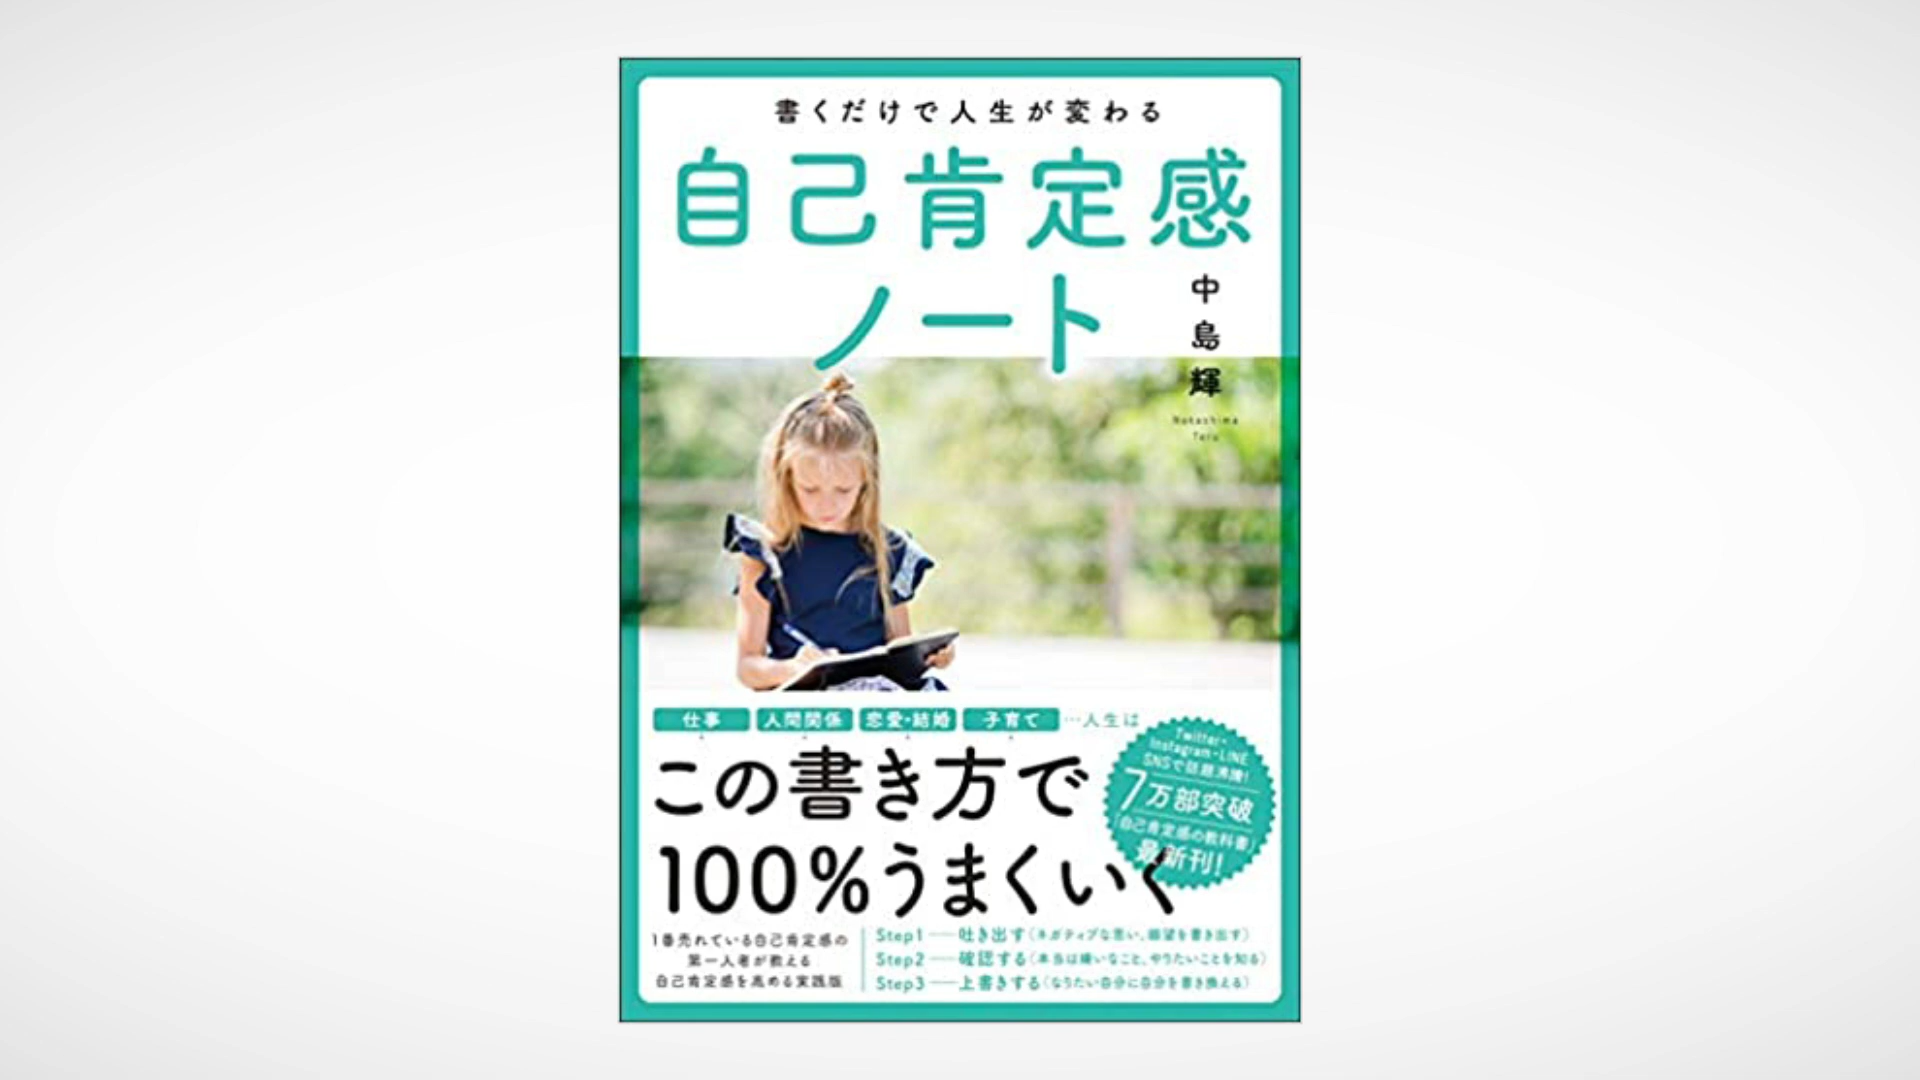 書くだけで人生が変わる
自己肯定感
ノート
中島輝
Nakashima
Teru
仕事 人間関係 恋愛・結婚 子育て …人生は
この書き方で
100%うまくいく
Twitter・
Instagram・LINE
SNSで話題沸騰!
7万部突破
「自己肯定感の教科書」
最新刊!
1番売れている自己肯定感の
第一人者が教える
自己肯定感を高める実践版
Step1 ── 吐き出す(ネガティブな思い、願望を書き出す)
Step2 ── 確認する(本当は嫌いなこと、やりたいことを知る)
Step3 ── 上書きする(なりたい自分に自分を書き換える)